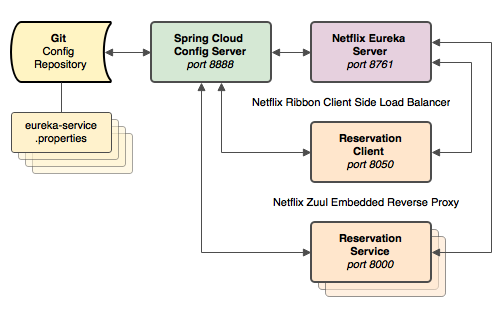 Git
Config
Repository
Spring Cloud
Config Server
port 8888
Netflix Eureka
Server
port 8761
eureka-service
.properties
Netflix Ribbon Client Side Load Balancer
Reservation
Client
port 8050
Netflix Zuul Embedded Reverse Proxy
Reservation
Service
port 8000